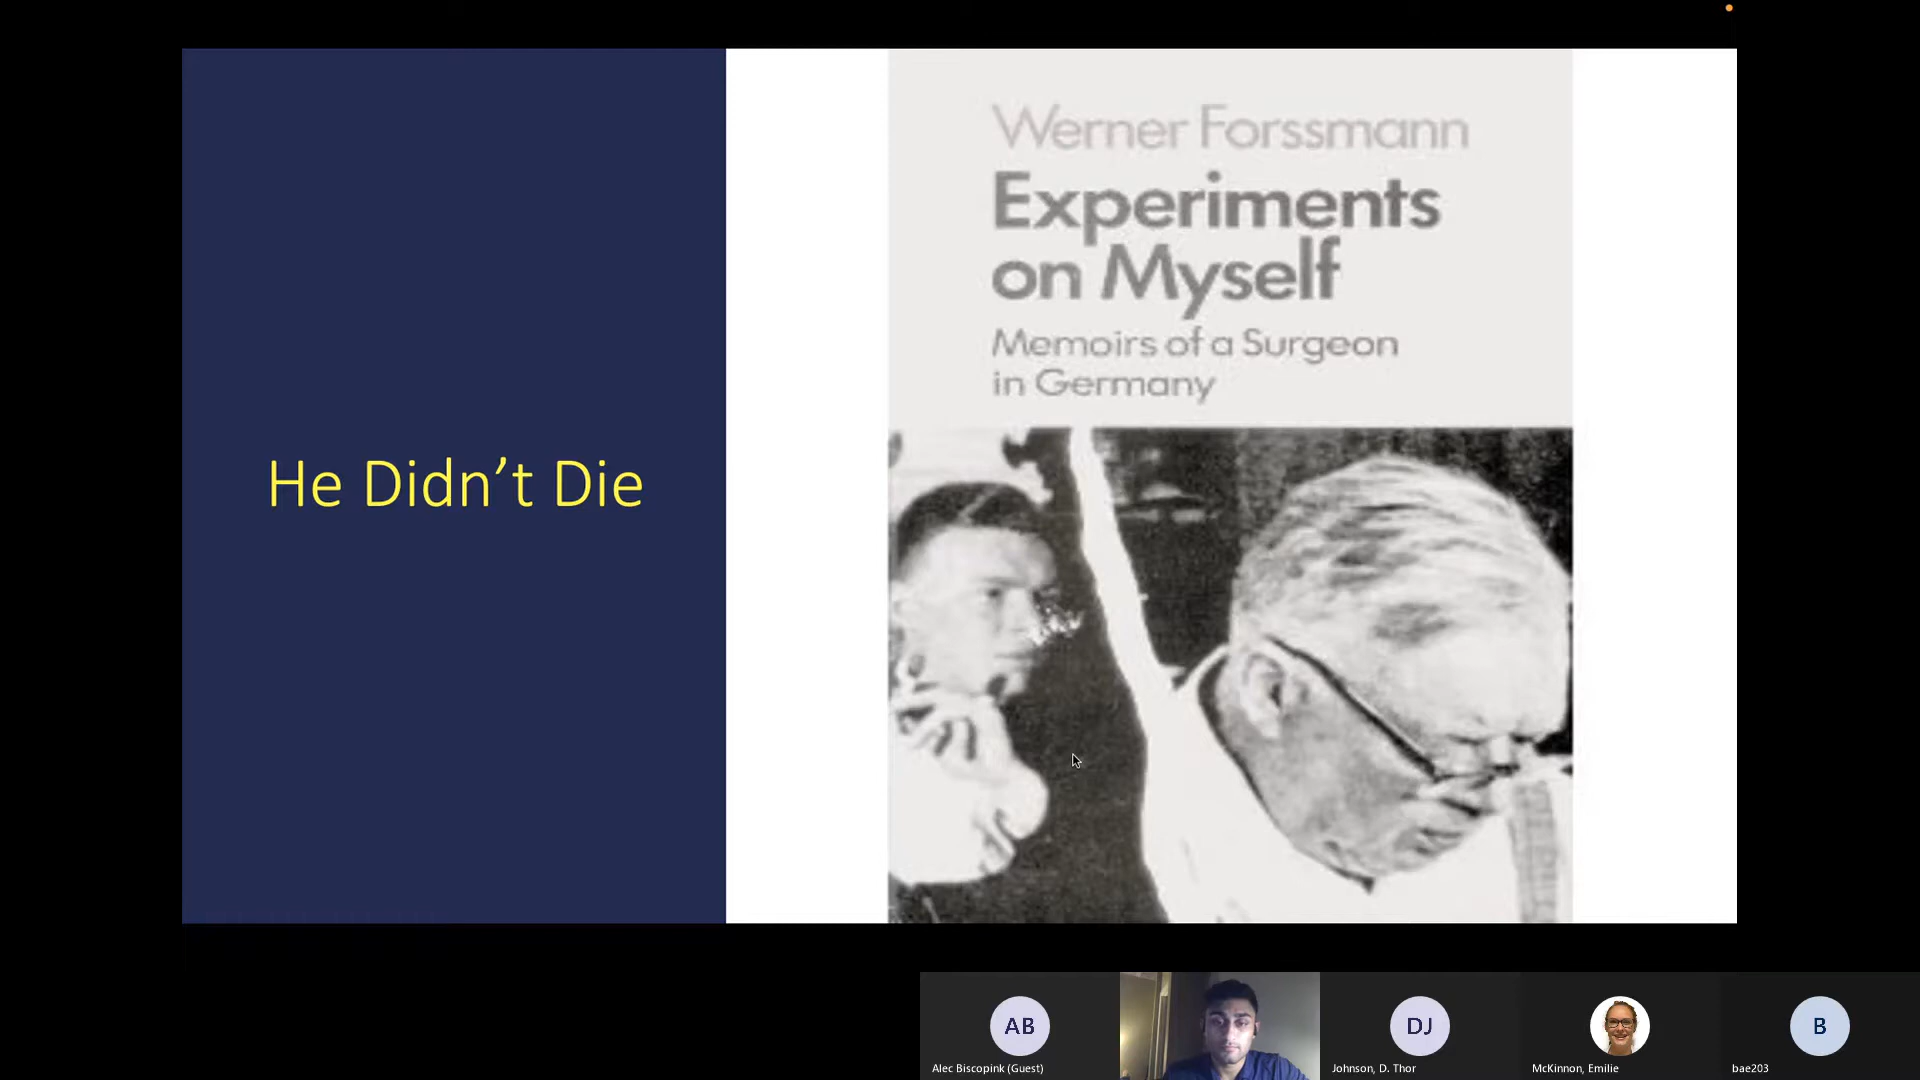 He Didn’t Die
Werner Forssmann
Experiments
on Myself
Memoirs of a Surgeon
in Germany
AB
DJ
B
Alec Biscopink (Guest)
Johnson, D. Thor
McKinnon, Emilie
bae203